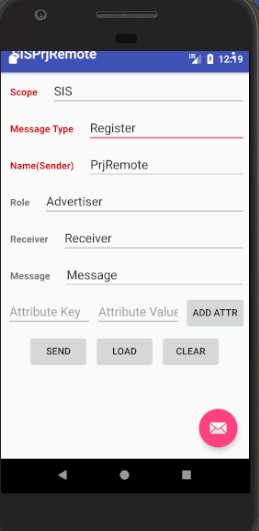 SISPrjRemote
12:19
Scope SIS
Message Type Register
Name(Sender) PrjRemote
Role Advertiser
Receiver Receiver
Message Message
Attribute Key Attribute Value ADD ATTR
SEND LOAD CLEAR